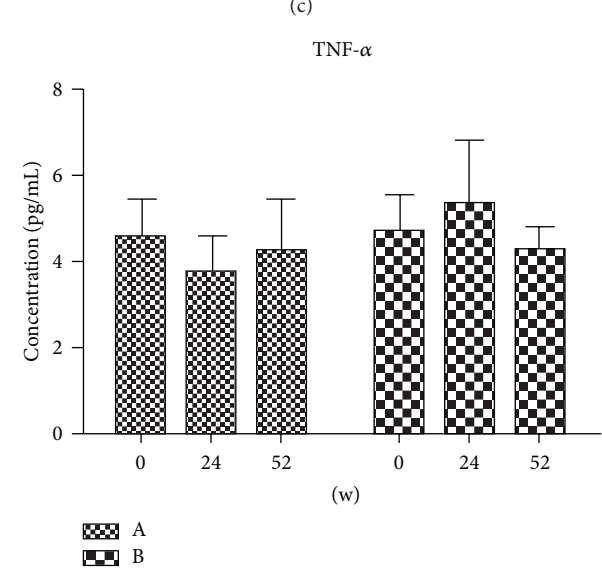 (c)
TNF-α
Concentration (pg/mL)
8
6
4
2
0
0 24 52 0 24 52
(w)
A
B